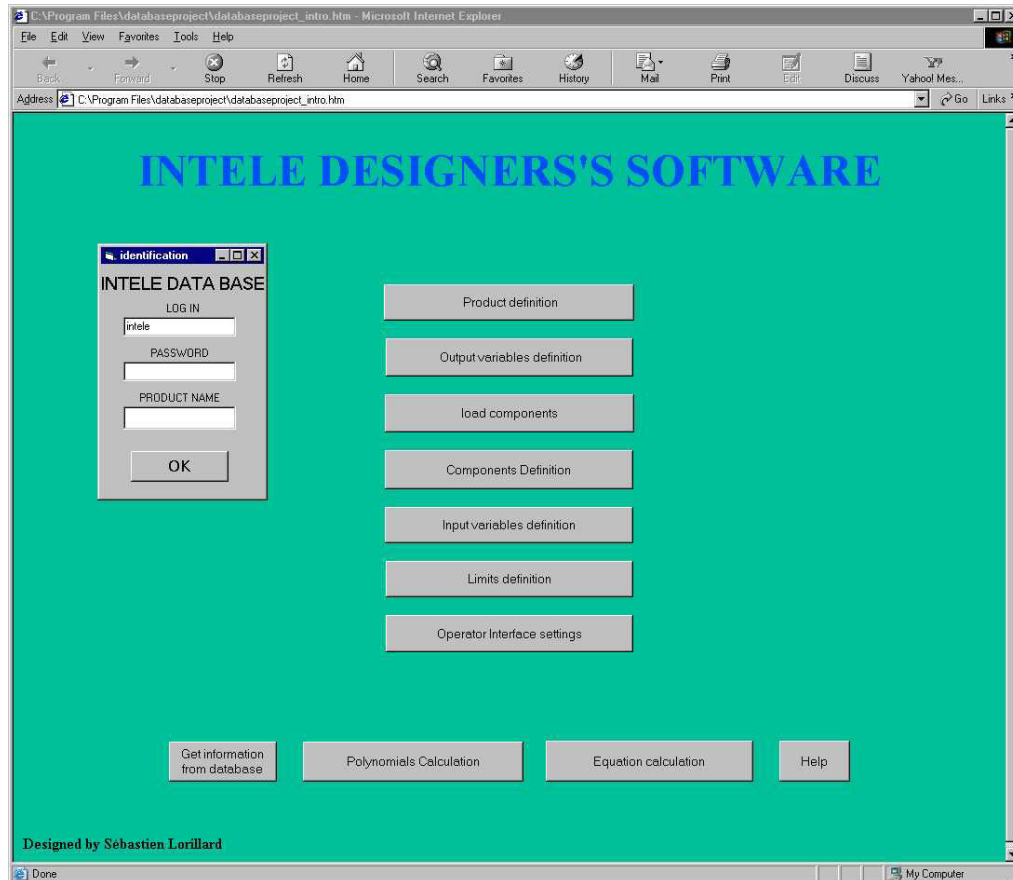 C:\Program Files\databaseproject\databaseproject_intro.htm - Microsoft Internet Explorer
File Edit View Favorites Tools Help
Back Forward Stop Refresh Home Search Favorites History Mail Print Edit Discuss Yahoo! Mes...
Address C:\Program Files\databaseproject\databaseproject_intro.htm Go Links
INTELE DESIGNERS'S SOFTWARE
identification
INTELE DATA BASE
LOG IN
intele
PASSWORD
PRODUCT NAME
OK
Product definition
Output variables definition
load components
Components Definition
Input variables definition
Limits definition
Operator Interface settings
Get information
from database
Polynomials Calculation
Equation calculation
Help
Designed by Sébastien Lorillard
Done
My Computer